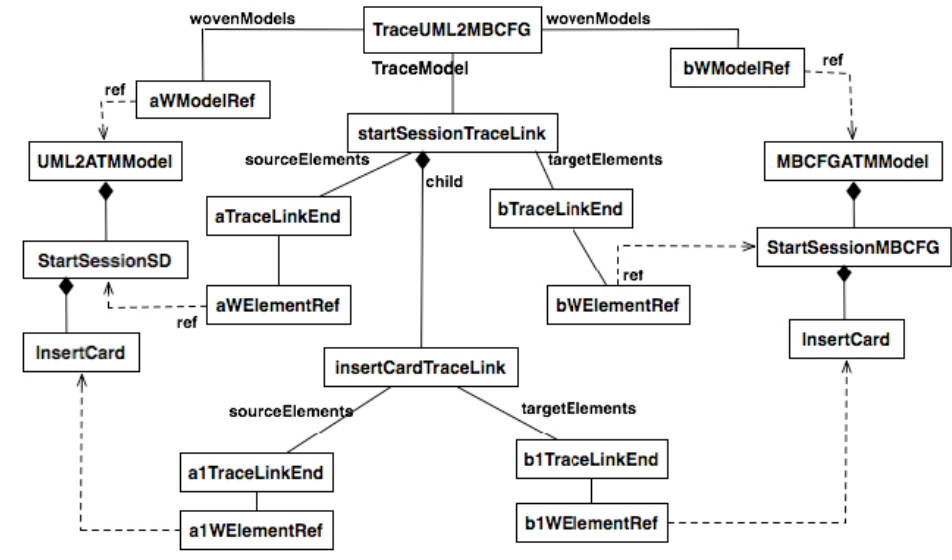 wovenModels
TraceUML2MBCFG
wovenModels
TraceModel
bWModelRef
ref
ref
aWModelRef
startSessionTraceLink
UML2ATMModel
sourceElements
targetElements
MBCFGATMModel
child
aTraceLinkEnd
bTraceLinkEnd
StartSessionSD
StartSessionMBCFG
ref
aWElementRef
bWElementRef
ref
InsertCard
InsertCard
insertCardTraceLink
sourceElements
targetElements
a1TraceLinkEnd
b1TraceLinkEnd
a1WElementRef
b1WElementRef